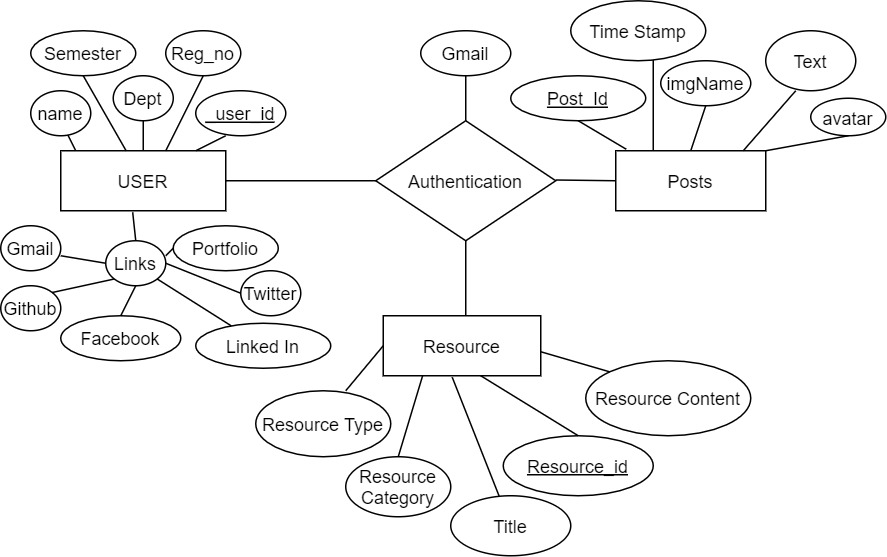 Semester
Reg_no
name
Dept
_user_id
USER
Gmail
Authentication
Time Stamp
Post_Id
imgName
Text
avatar
Posts
Gmail
Links
Portfolio
Github
Twitter
Facebook
Linked In
Resource
Resource Type
Resource
Category
Title
Resource_id
Resource Content